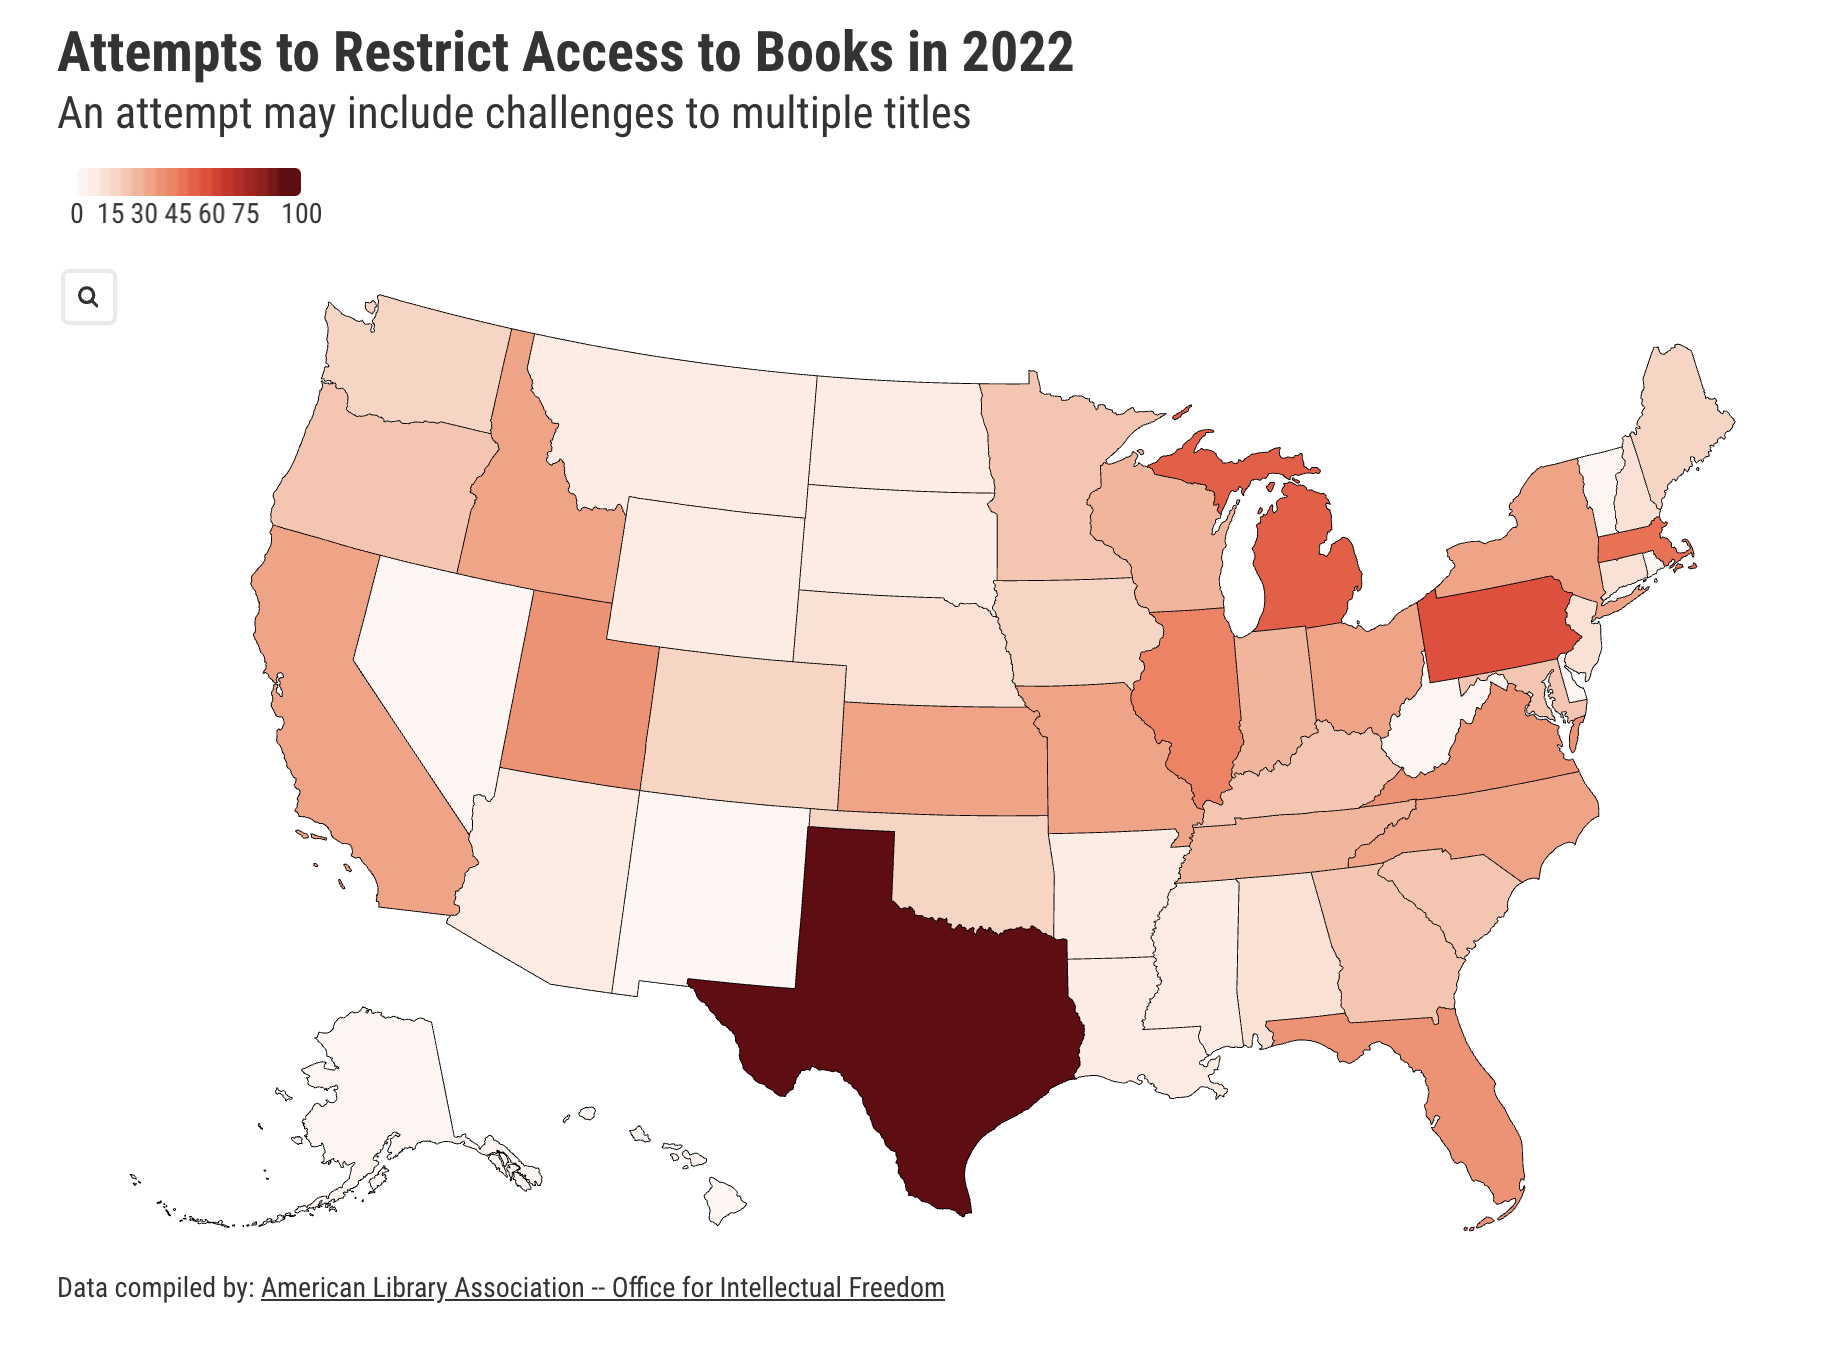 Attempts to Restrict Access to Books in 2022
An attempt may include challenges to multiple titles
0 15 30 45 60 75 100
Data compiled by: American Library Association -- Office for Intellectual Freedom